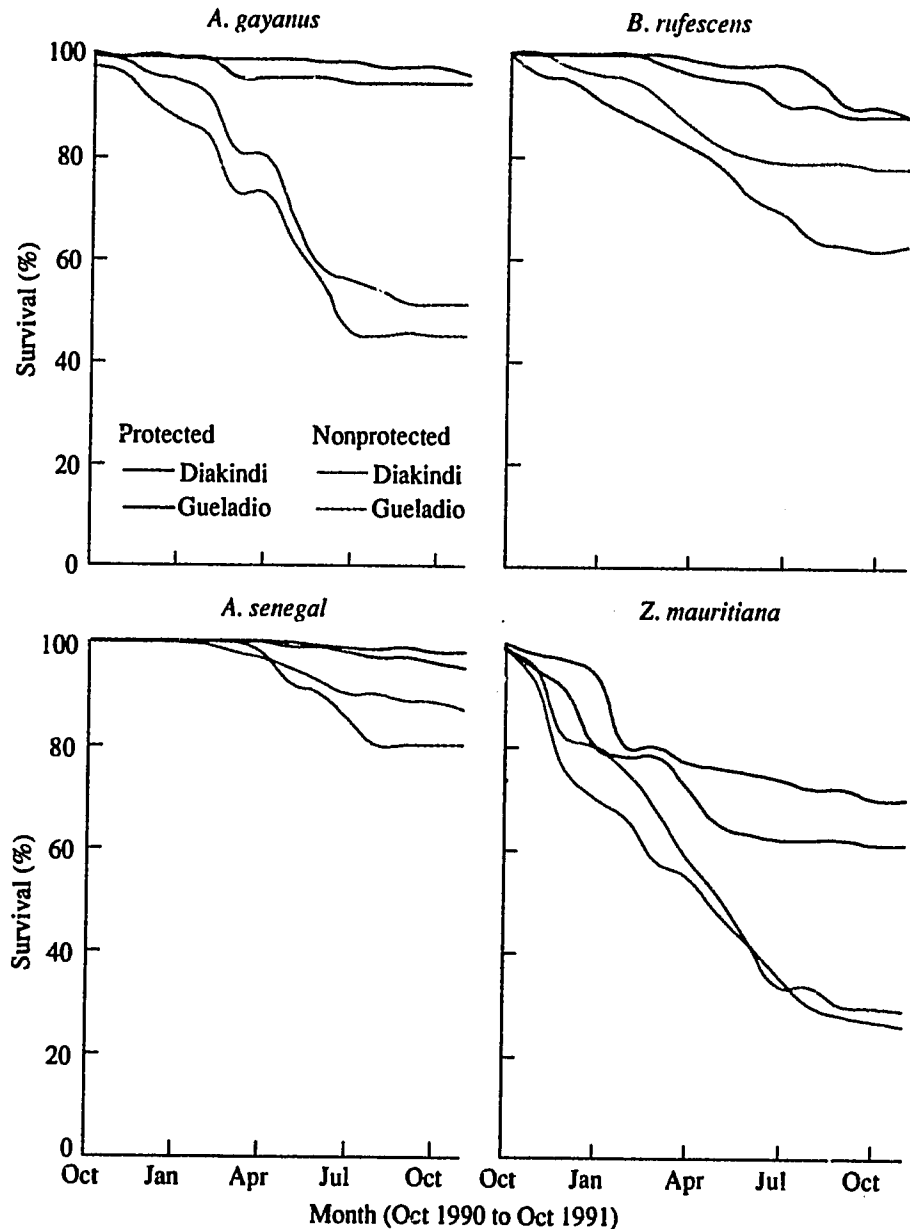 A. gayanus
B. rufescens
100
80
60
40
20
0
Survival (%)
Protected
Nonprotected
Diakindi
Diakindi
Gueladio
Gueladio
A. senegal
Z. mauritiana
100
80
60
40
20
0
Survival (%)
Oct Jan Apr Jul Oct
Oct Jan Apr Jul Oct
Month (Oct 1990 to Oct 1991)